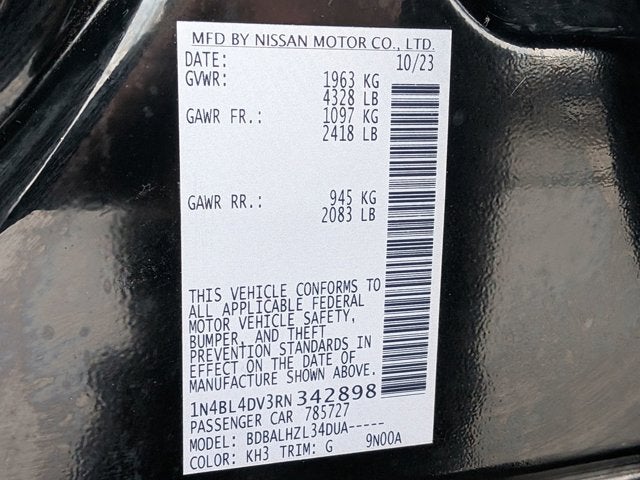 MFD BY NISSAN MOTOR CO., LTD.
DATE: 10/23
GVWR: 1963 KG
4328 LB
GAWR FR.: 1097 KG
2418 LB
GAWR RR.: 945 KG
2083 LB
THIS VEHICLE CONFORMS TO
ALL APPLICABLE FEDERAL
MOTOR VEHICLE SAFETY,
BUMPER, AND THEFT
PREVENTION STANDARDS IN
EFFECT ON THE DATE OF
MANUFACTURE SHOWN ABOVE.
1N4BL4DV3RN342898
PASSENGER CAR 785727
MODEL: BDBALHZL34DUA-----
COLOR: KH3 TRIM: G 9N00A